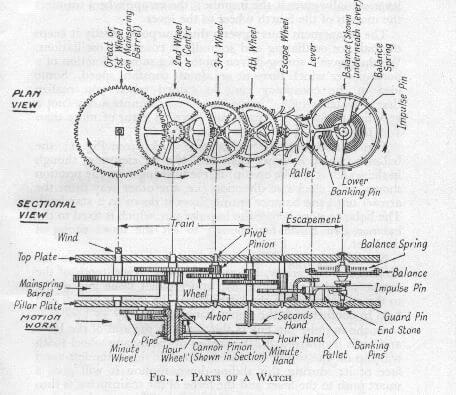 Great or
1st Wheel
(on Mainspring
Barrel)
2nd Wheel
or Centre
3rd Wheel
4th Wheel
Escape Wheel
Lever
Balance (shown
underneath Lever)
Balance
Spring
Impulse Pin
PLAN
VIEW
Pallet
Lower
Banking Pin
SECTIONAL
VIEW
Train
Escapement
Wind
Pivot
Pinion
Top Plate
Balance Spring
Balance
Mainspring
Barrel
Wheel
Impulse Pin
Pillar Plate
Arbor
Seconds
Hand
Guard Pin
End Stone
MOTION
WORK
Minute
Wheel
Pipe
Hour
Wheel
Cannon Pinion
(Shown in Section)
Hour Hand
Minute
Hand
Pallet
Banking
Pins
FIG. 1. PARTS OF A WATCH